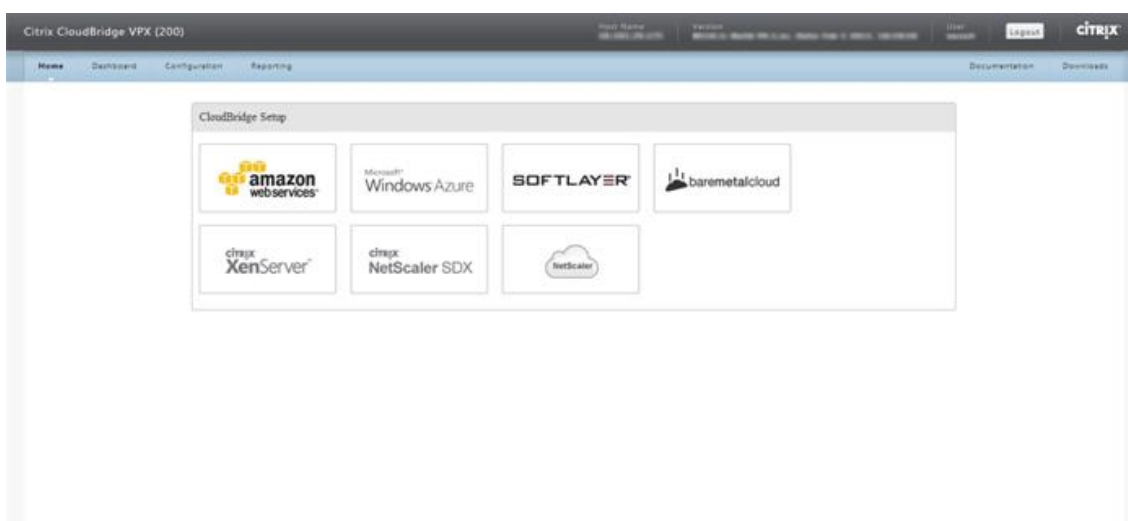 Citrix CloudBridge VPX (200)
Host Name
Version
User
Logout
CITRIX
Home Dashboard Configuration Reporting Documentation Downloads
CloudBridge Setup
amazon
webservices
Microsoft
Windows Azure
SOFTLAYER
baremetalcloud
citrix
XenServer
citrix
NetScaler SDX
NetScaler